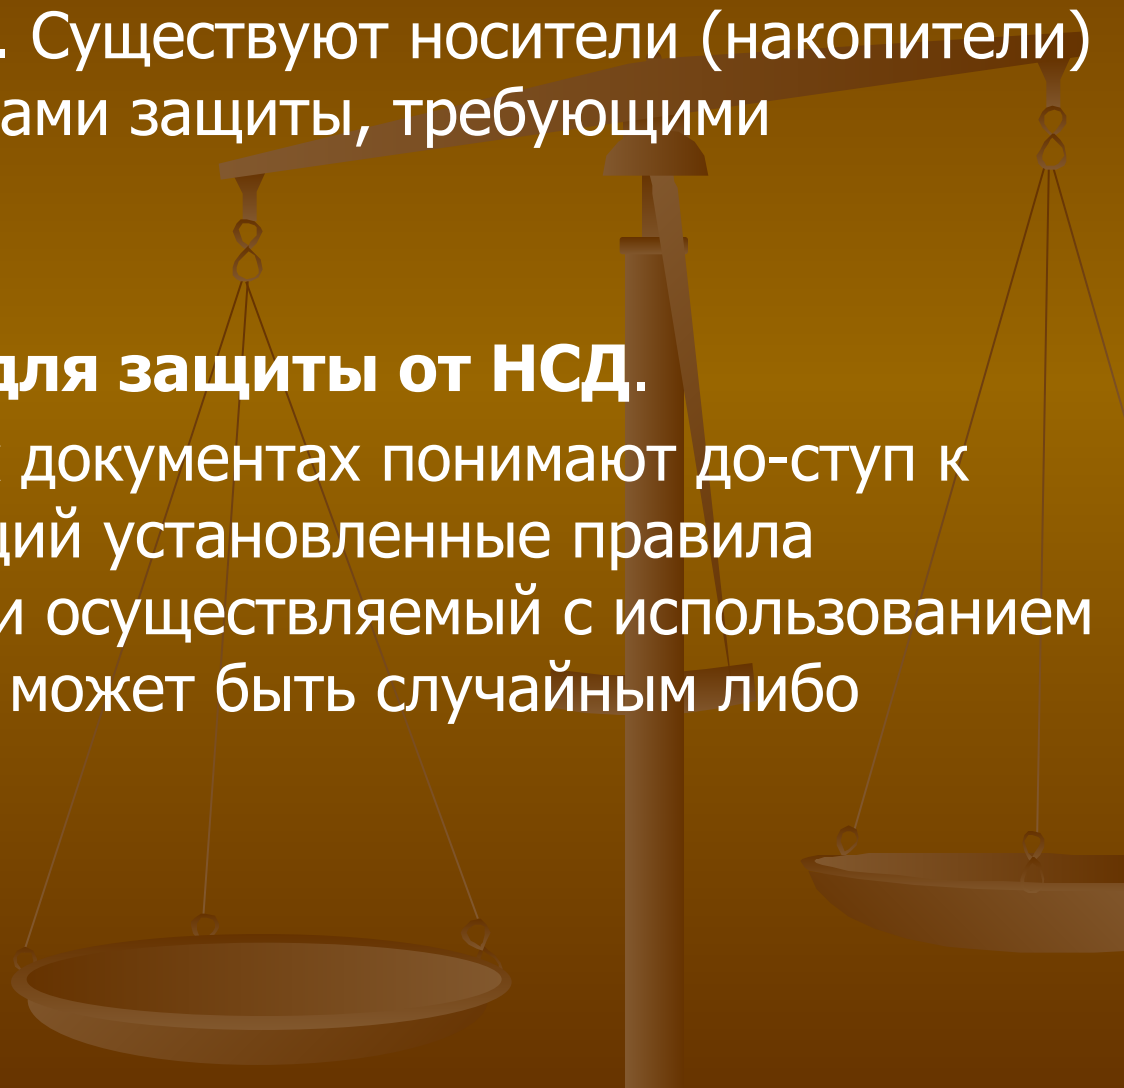 . Существуют носители (накопители)
ами защиты, требующими
для защиты от НСД.
документах понимают до-ступ к
щий установленные правила
и осуществляемый с использованием
может быть случайным либо